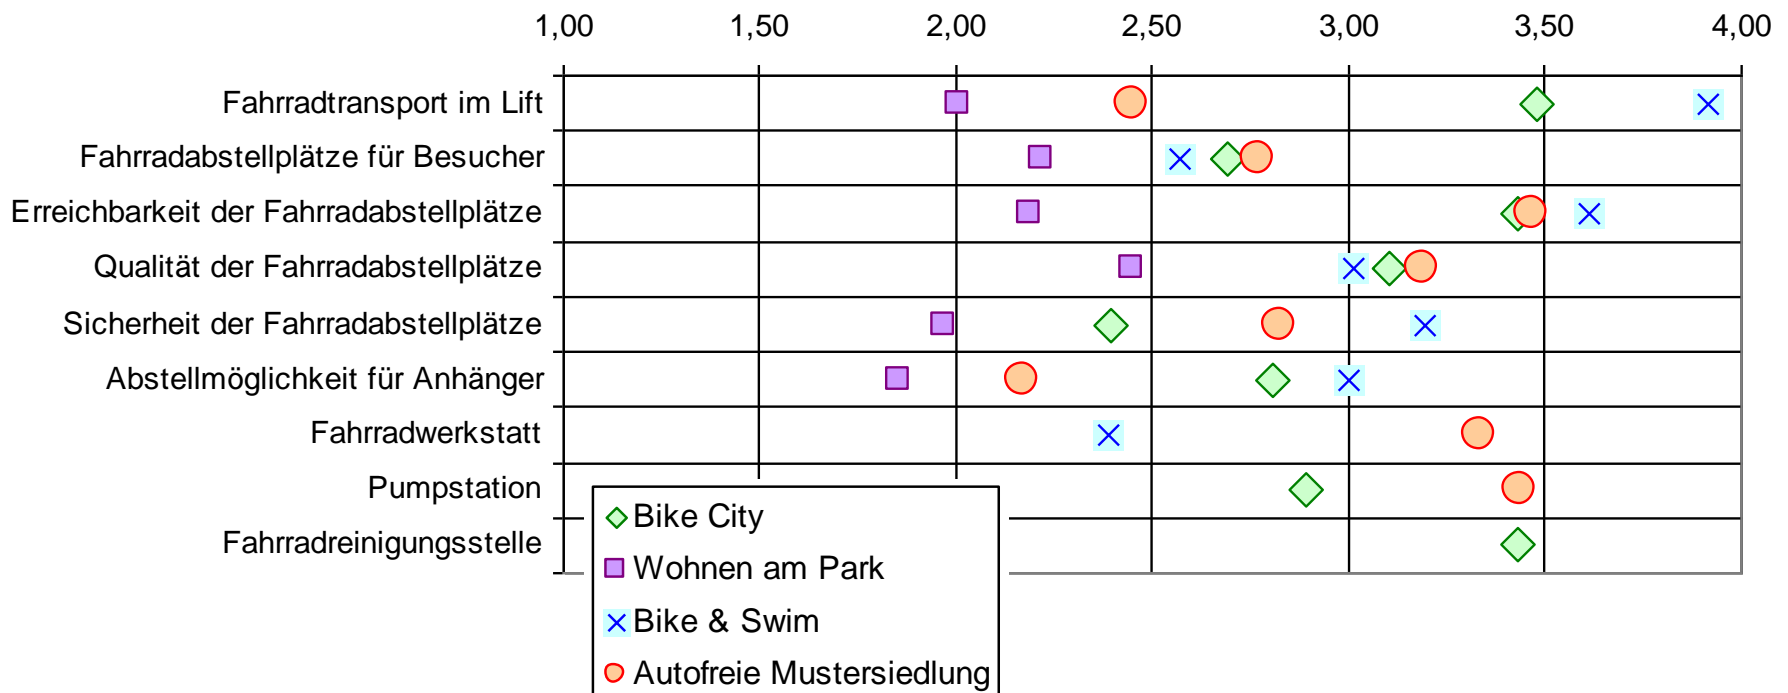 1,00 1,50 2,00 2,50 3,00 3,50 4,00
Fahrradtransport im Lift
Fahrradabstellplätze für Besucher
Erreichbarkeit der Fahrradabstellplätze
Qualität der Fahrradabstellplätze
Sicherheit der Fahrradabstellplätze
Abstellmöglichkeit für Anhänger
Fahrradwerkstatt
Pumpstation
Fahrradreinigungsstelle
Bike City
Wohnen am Park
Bike & Swim
Autofreie Mustersiedlung